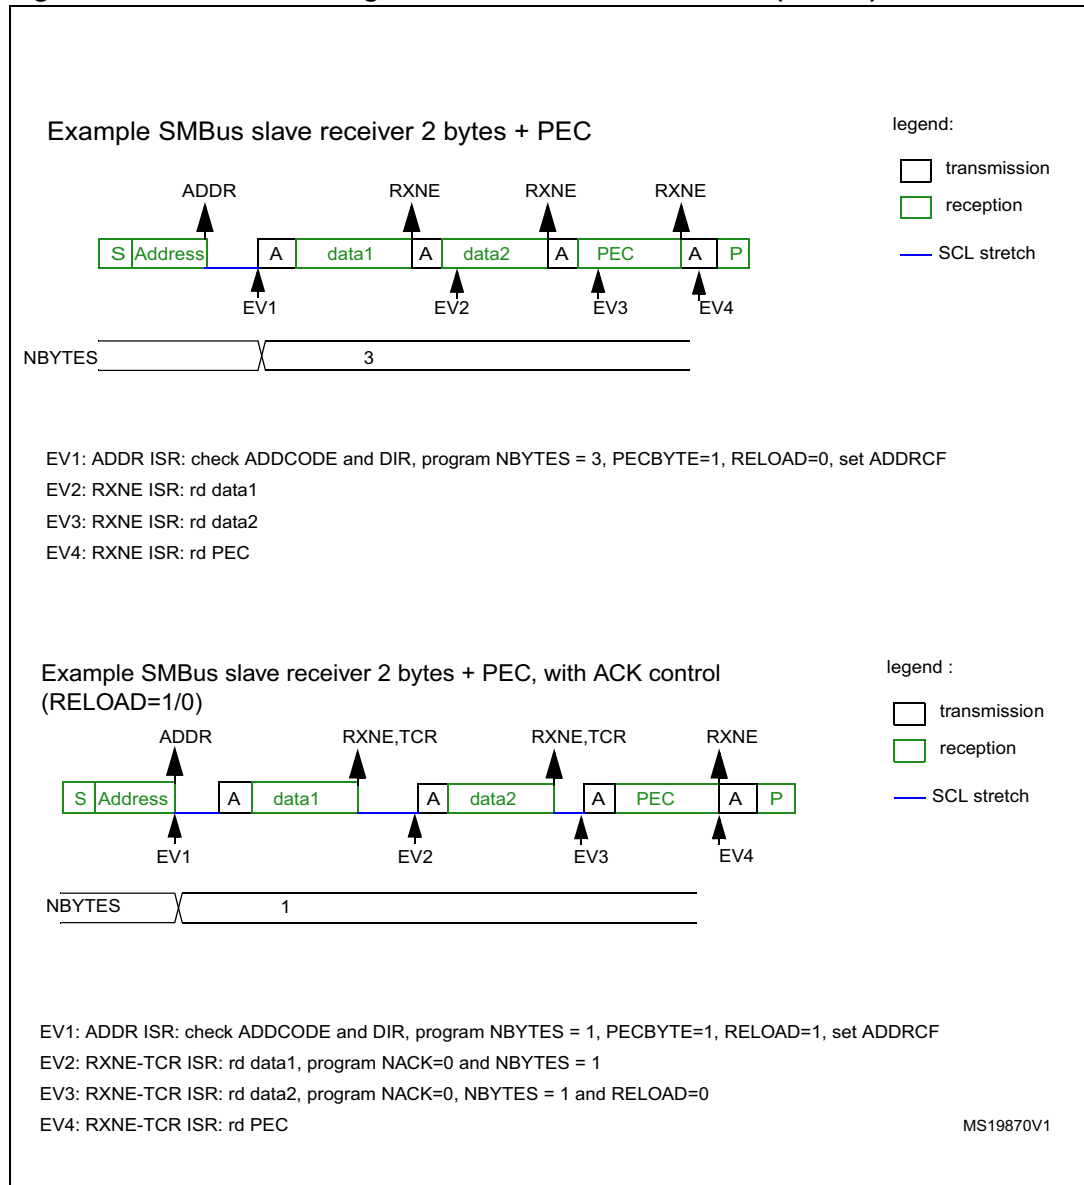 Example SMBus slave receiver 2 bytes + PEC
legend:
transmission
reception
SCL stretch
ADDR RXNE RXNE RXNE
S Address A data1 A data2 A PEC A P
EV1 EV2 EV3 EV4
NBYTES 3
EV1: ADDR ISR: check ADDCODE and DIR, program NBYTES = 3, PECBYTE=1, RELOAD=0, set ADDRCF
EV2: RXNE ISR: rd data1
EV3: RXNE ISR: rd data2
EV4: RXNE ISR: rd PEC
Example SMBus slave receiver 2 bytes + PEC, with ACK control
(RELOAD=1/0)
legend :
transmission
reception
SCL stretch
ADDR RXNE,TCR RXNE,TCR RXNE
S Address A data1 A data2 A PEC A P
EV1 EV2 EV3 EV4
NBYTES 1
EV1: ADDR ISR: check ADDCODE and DIR, program NBYTES = 1, PECBYTE=1, RELOAD=1, set ADDRCF
EV2: RXNE-TCR ISR: rd data1, program NACK=0 and NBYTES = 1
EV3: RXNE-TCR ISR: rd data2, program NACK=0, NBYTES = 1 and RELOAD=0
EV4: RXNE-TCR ISR: rd PEC
MS19870V1